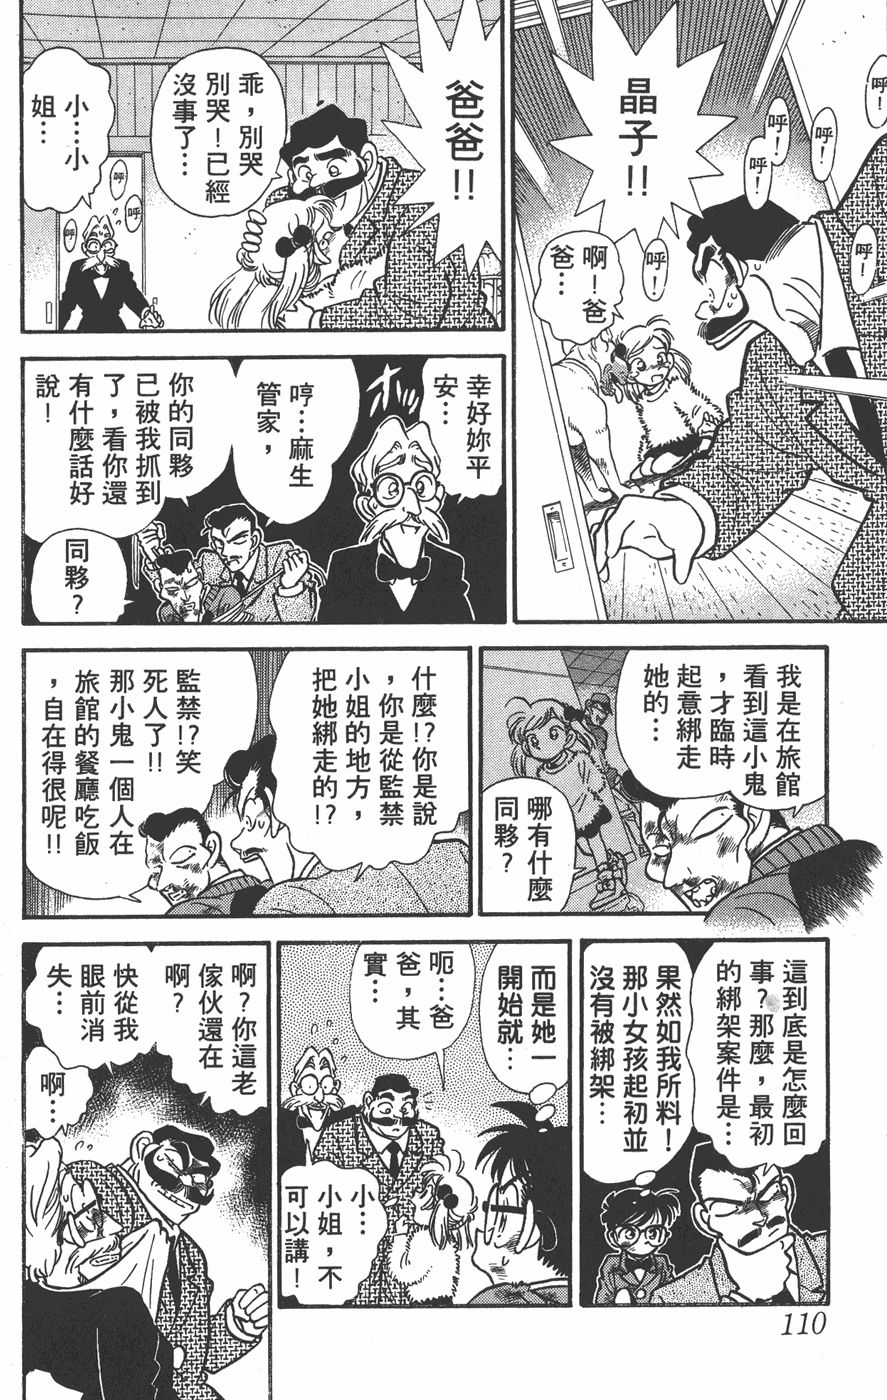 晶子!!
呼!
呼!
呼!
呼!
呼!
呼!
啊!爸
爸…
爸爸!!
乖,別哭
別哭!已經
沒事了…
小…小
姐…
呼!
呼!
呼!
幸好妳平
安…
ホッ
哼…麻生
管家,
你的同夥
已被我抓到
了,看你還
有什麼話好
說!
同夥?
我是在旅館
看到這小鬼
,才臨時
起意綁走
她的…
哪有什麼
同夥?
什麼!?你是說
,你是從監禁
小姐的地方,
把她綁走的!?
監禁!?笑
死人了!!
那小鬼一個人在
旅館的餐廳吃飯
,自在得很呢!!
這到底是怎麼回
事?那麼,最初
的綁架案件是…
果然如我所料!
那小女孩起初並
沒有被綁架…
而是她一
開始就…
呃…爸
爸,其
實…
小…
小姐,不
可以講!
啊?你這老
傢伙還在
啊?
快從我
眼前消
失…
啊…
110